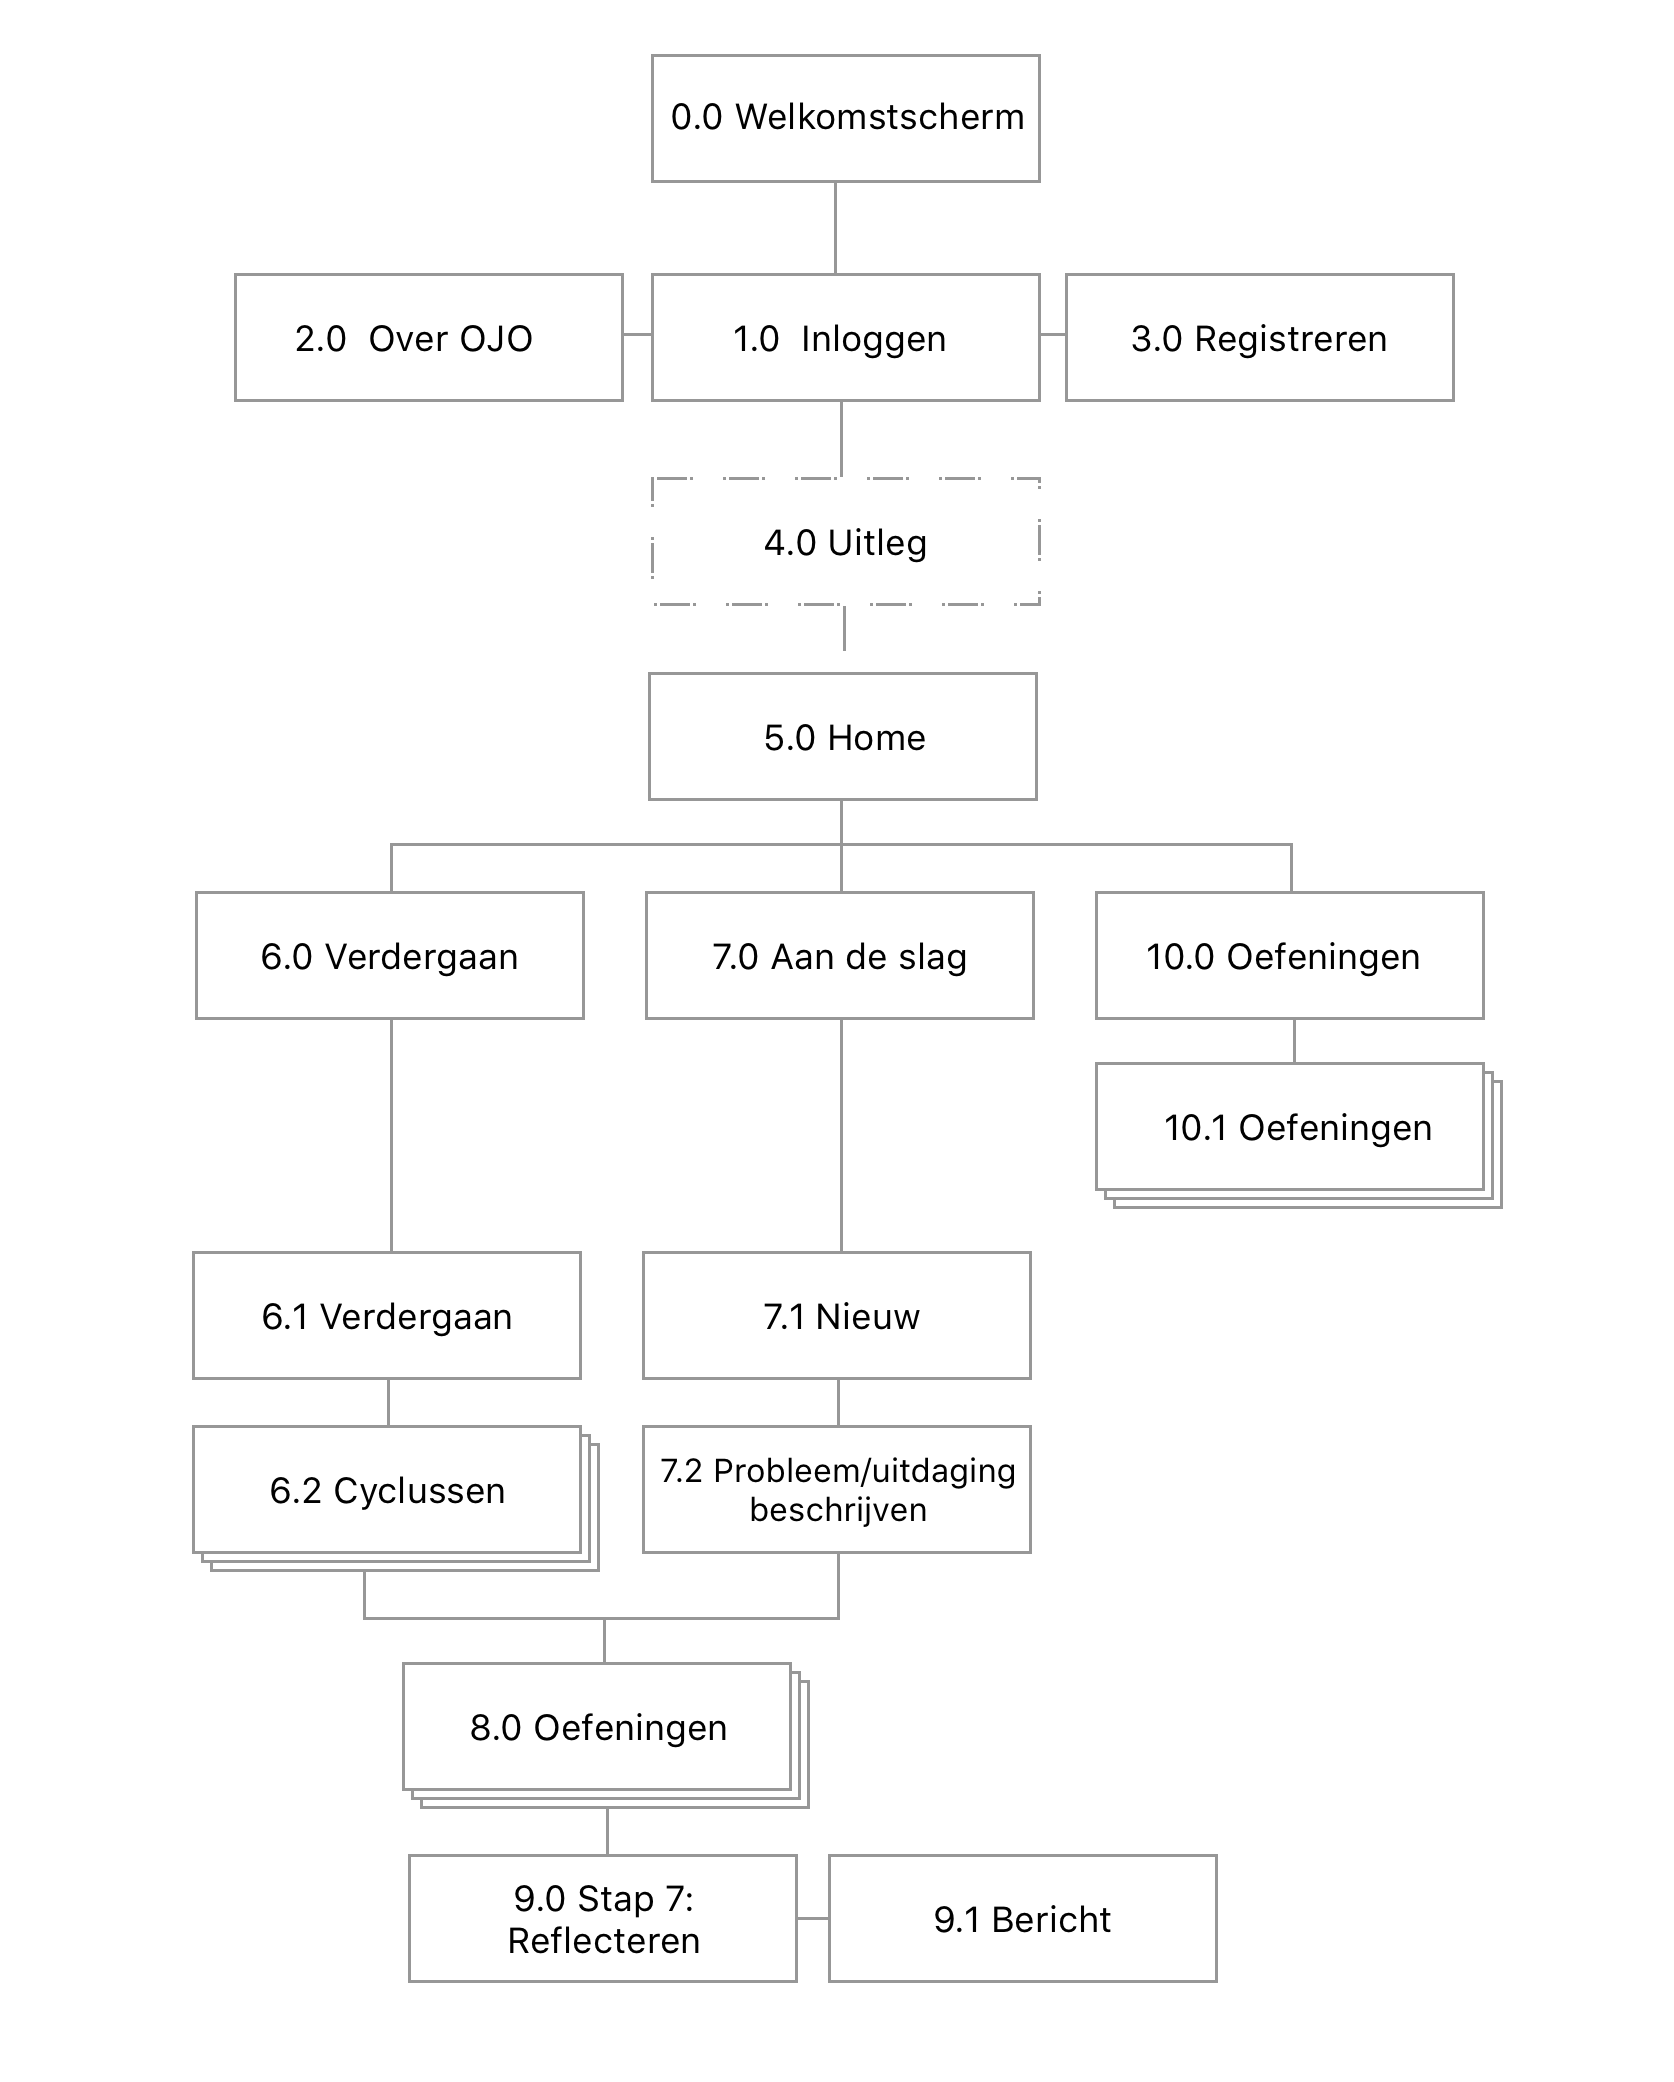 0.0 Welkomstscherm
2.0  Over OJO
1.0  Inloggen
3.0 Registreren
4.0 Uitleg
5.0 Home
6.0 Verdergaan
7.0 Aan de slag
10.0 Oefeningen
10.1 Oefeningen
6.1 Verdergaan
7.1 Nieuw
6.2 Cyclussen
7.2 Probleem/uitdaging
beschrijven
8.0 Oefeningen
9.0 Stap 7:
Reflecteren
9.1 Bericht